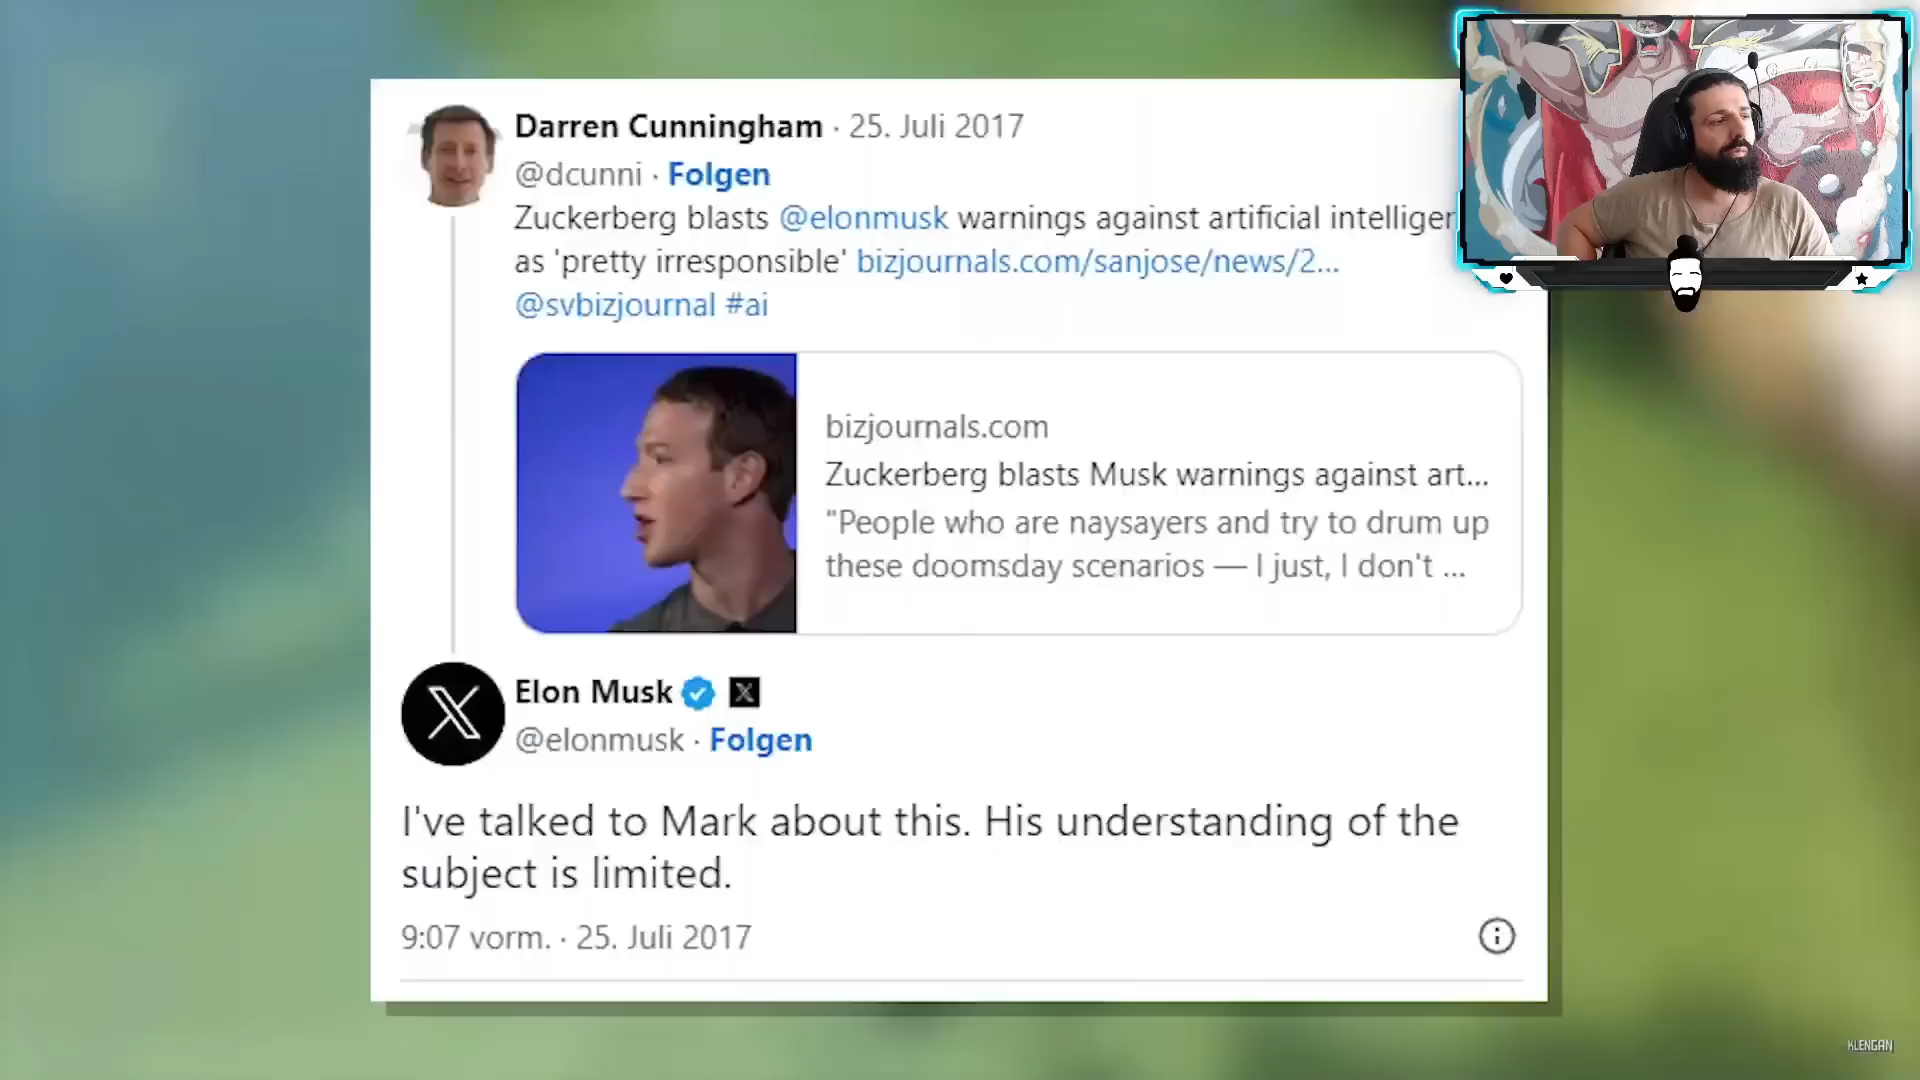 Darren Cunningham · 25. Juli 2017
@dcunni · Folgen
Zuckerberg blasts @elonmusk warnings against artificial
as 'pretty irresponsible' bizjournals.com/sanjose/news/2...
@svbizjournal #ai
bizjournals.com
Zuckerberg blasts Musk warnings against art...
"People who are naysayers and try to drum up
these doomsday scenarios — I just, I don't ...
Elon Musk
@elonmusk · Folgen
I've talked to Mark about this. His understanding of the
subject is limited.
9:07 vorm. · 25. Juli 2017
KLENGAN